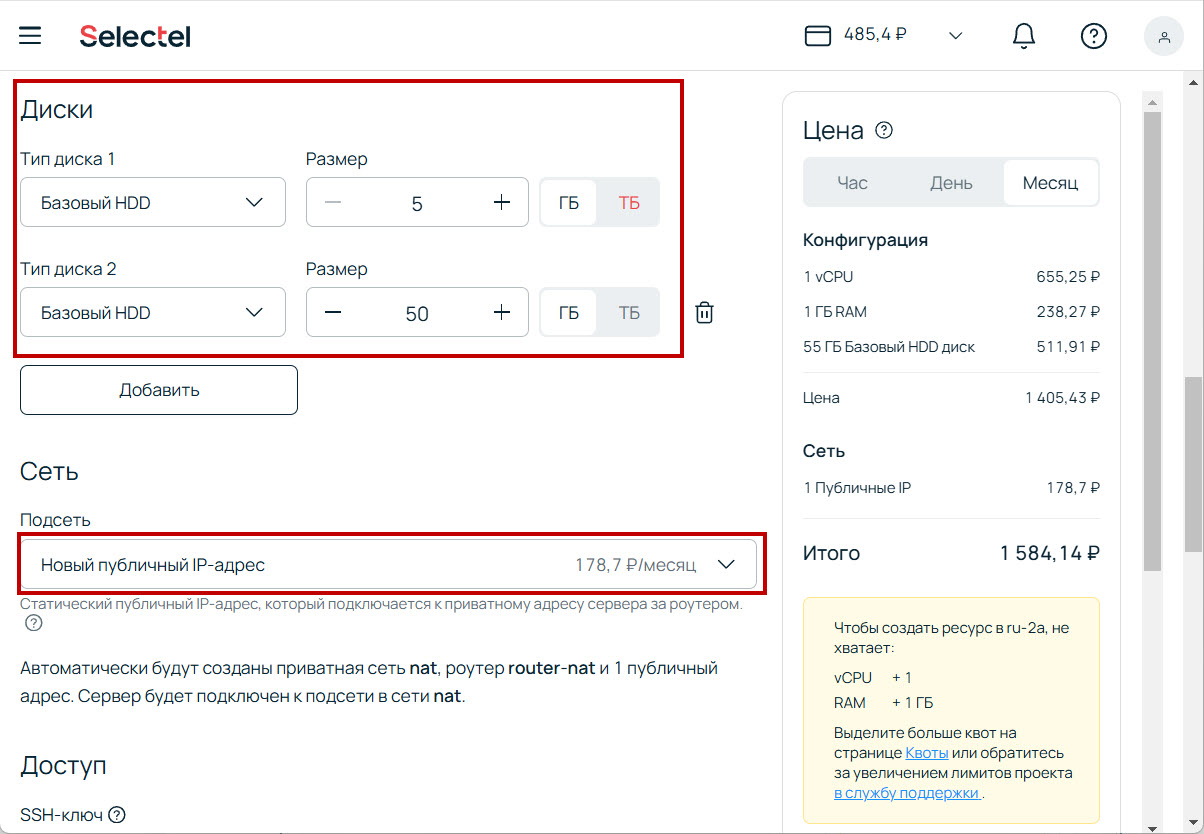 Selectel
485,4 ₽
Диски
Тип диска 1
Размер
Базовый HDD
5
ГБ
ТБ
Тип диска 2
Размер
Базовый HDD
50
ГБ
ТБ
Добавить
Сеть
Подсеть
Новый публичный IP-адрес
178,7 ₽/месяц
Статический публичный IP-адрес, который подключается к приватному адресу сервера за роутером.
Автоматически будут созданы приватная сеть nat, роутер router-nat и 1 публичный
адрес. Сервер будет подключен к подсети в сети nat.
Доступ
SSH-ключ
Цена
Час
День
Месяц
Конфигурация
1 vCPU 655,25 ₽
1 ГБ RAM 238,27 ₽
55 ГБ Базовый HDD диск 511,91 ₽
Цена 1 405,43 ₽
Сеть
1 Публичные IP 178,7 ₽
Итого 1 584,14 ₽
Чтобы создать ресурс в ru-2a, не
хватает:
vCPU + 1
RAM + 1 ГБ
Выделите больше квот на
странице Квоты или обратитесь
за увеличением лимитов проекта
в службу поддержки .